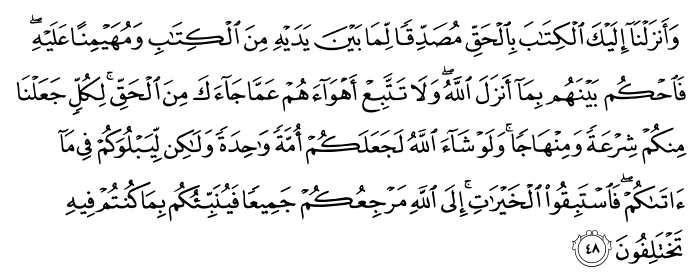 وَأَنزَلۡنَآ إِلَيۡكَ ٱلۡكِتَٰبَ بِٱلۡحَقِّ مُصَدِّقٗا لِّمَا بَيۡنَ يَدَيۡهِ مِنَ ٱلۡكِتَٰبِ وَمُهَيۡمِنًا عَلَيۡهِۖ
فَٱحۡكُم بَيۡنَهُم بِمَآ أَنزَلَ ٱللَّهُۖ وَلَا تَتَّبِعۡ أَهۡوَآءَهُمۡ عَمَّا جَآءَكَ مِنَ ٱلۡحَقِّۚ لِكُلّٖ جَعَلۡنَا
مِنكُمۡ شِرۡعَةٗ وَمِنۡهَاجٗاۚ وَلَوۡ شَآءَ ٱللَّهُ لَجَعَلَكُمۡ أُمَّةٗ وَٰحِدَةٗ وَلَٰكِن لِّيَبۡلُوَكُمۡ فِي مَآ
ءَاتَىٰكُمۡۖ فَٱسۡتَبِقُواْ ٱلۡخَيۡرَٰتِۚ إِلَى ٱللَّهِ مَرۡجِعُكُمۡ جَمِيعٗا فَيُنَبِّئُكُم بِمَا كُنتُمۡ فِيهِ
تَخۡتَلِفُونَ ٤٨